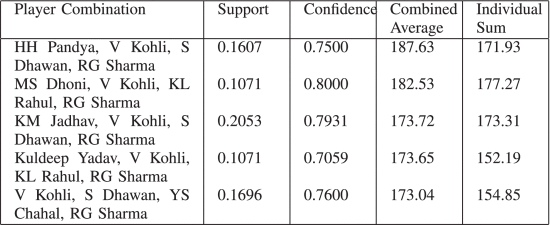 Player Combination Support Confidence Combined Individual
Average Sum
HH Pandya, V Kohli, S 0.1607 0.7500 187.63 171.93
Dhawan, RG Sharma
MS Dhoni, V Kohli, KL 0.1071 0.8000 182.53 177.27
Rahul, RG Sharma
KM Jadhav, V Kohli, S 0.2053 0.7931 173.72 173.31
Dhawan, RG Sharma
Kuldeep Yadav, V Kohli, 0.1071 0.7059 173.65 152.19
KL Rahul, RG Sharma
V Kohli, S Dhawan, YS 0.1696 0.7600 173.04 154.85
Chahal, RG Sharma